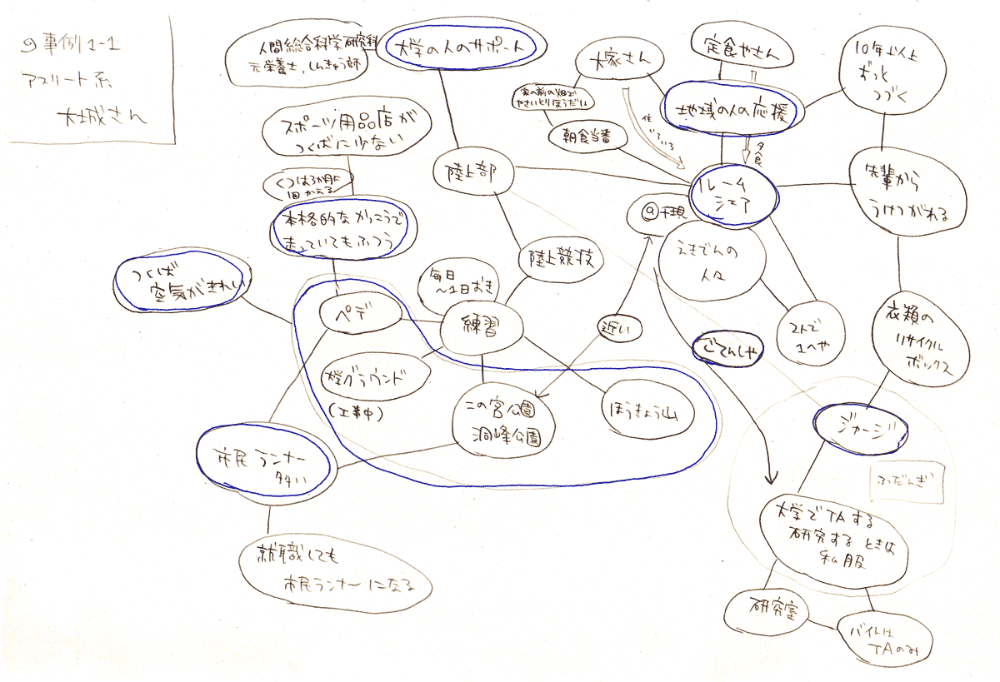 事例1-1
アスリート系
大城さん
人間総合科学研究科
元栄養士、しんきゅう師
大学の人のサポート
大家さん
定食やさん
10年以上
ずっと
つづく
家の前の畑で
やさいとりほうだい
地域の人の応援
スポーツ用品店が
つくばに少ない
朝食当番
住
いろいろ
夕食
陸上部
ルーム
シェア
先輩から
うけつがれる
くつは3か月に
1回かえる
本格的なかっこうで
走っていてもふつう
@天現
えきでんの
人々
つくば
空気がきれい
毎日
〜1日おき
陸上競技
ペデ
練習
近い
ごてんしゃ
2人で
1へや
衣類の
リサイクル
ボックス
大学グラウンド
(工事中)
二の宮公園
洞峰公園
ほうきょう山
ジャージ
市民ランナー
多い
ふだんぎ
大学でTAする
研究するときは
私服
就職しても
市民ランナーになる
研究室
バイトは
TAのみ